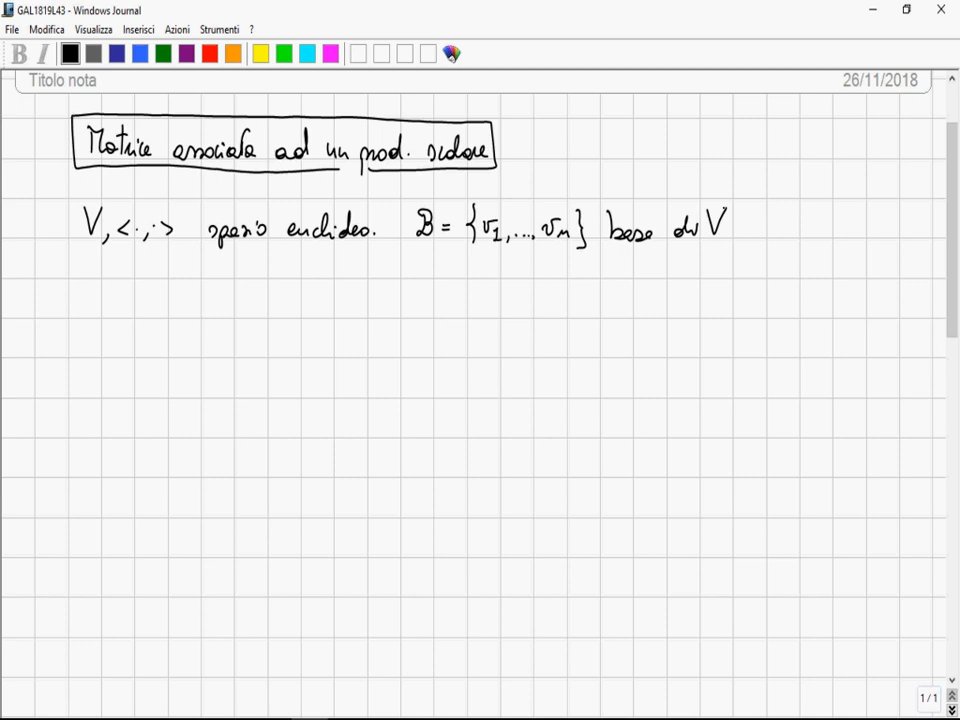 GAL1819L43 - Windows Journal
File Modifica Visualizza Inserisci Azioni Strumenti ?
B I
Titolo nota 26/11/2018
Matrice associata ad un prod. scalare
V, <·,·> spazio euclideo. B = {v1,...,vn} base di V
1/1